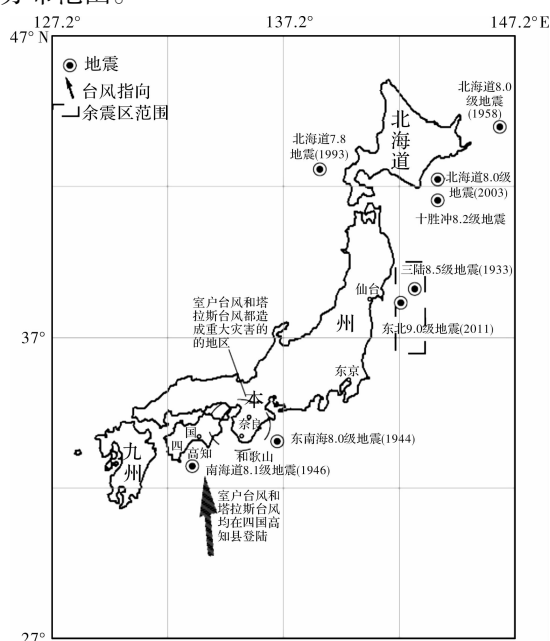 127.2°
137.2°
147.2°E
47°N
地震
台风指向
余震区范围
北海道8.0
级地震
(1958)
北海道7.8
地震(1993)
北海道
北海道8.0级
地震(2003)
十胜冲8.2级地震
三陆8.5级地震(1933)
仙台
东北9.0级地震(2011)
室户台风和塔
拉斯台风都造
成重大灾害的
的地区
州
37°
东京
本
奈良
东南海8.0级地震(1944)
国
四
高知
和歌山
九州
南海道8.1级地震(1946)
室户台风和
塔拉斯台风
均在四国高
知县登陆
27°